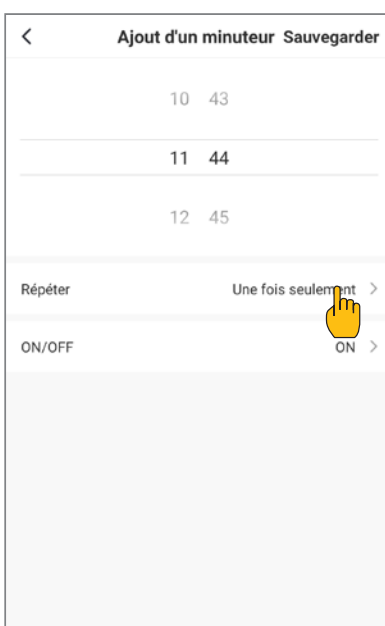 Ajout d'un minuteur Sauvegarder
10 43
11 44
12 45
Répéter Une fois seulement
ON/OFF ON